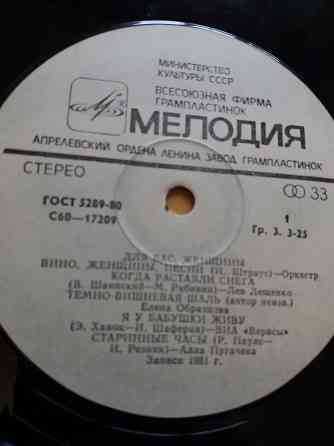 МИНИСТЕРСТВО
КУЛЬТУРЫ СССР
ВСЕСОЮЗНАЯ ФИРМА
ГРАМПЛАСТИНОК
МЕЛОДИЯ
АПРЕЛЕВСКИЙ ОРДЕНА ЛЕНИНА ЗАВОД ГРАМПЛАСТИНОК
СТЕРЕО
33
ГОСТ 5289-80
1
С60—17209
Гр. 3. 3-25
ДЛЯ ВАС, ЖЕНЩИНЫ
ВИНО, ЖЕНЩИНЫ, ПЕСНИ (И. Штраус)—Оркестр
КОГДА РАСТАЯЛИ СНЕГА
(В. Шаинский—М. Рябинин)—Лев Лещенко
ТЕМНО-ВИШНЕВАЯ ШАЛЬ (автор неизв.)
Елена Образцова
Я У БАБУШКИ ЖИВУ
(Э. Ханок—И. Шаферан)—ВИА «Верасы»
СТАРИННЫЕ ЧАСЫ (Р. Паулс—
И. Резник)—Алла Пугачева
Запись 1981 г.